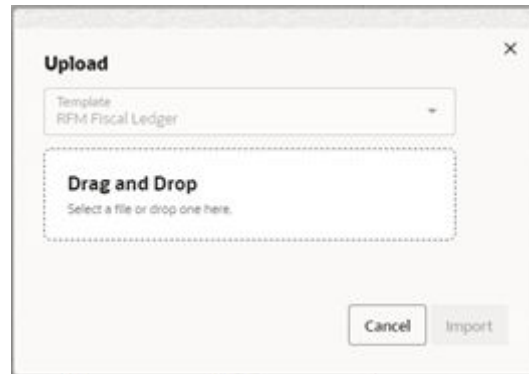 Upload
Template
RFM Fiscal Ledger
Drag and Drop
Select a file or drop one here.
Cancel
Import